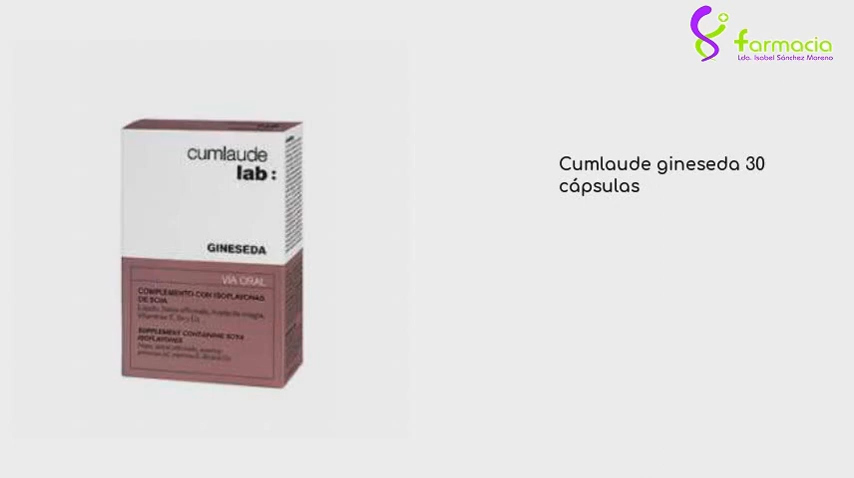 farmacia
Lda. Isabel Sánchez Moreno
Cumlaude gineseda 30
cápsulas
cumlaude
lab:
GINESEDA
VÍA ORAL
COMPLEMENTO CON ISOFLAVONAS
DE SOJA
SUPPLEMENT CONTAINING SOYA
ISOFLAVONES